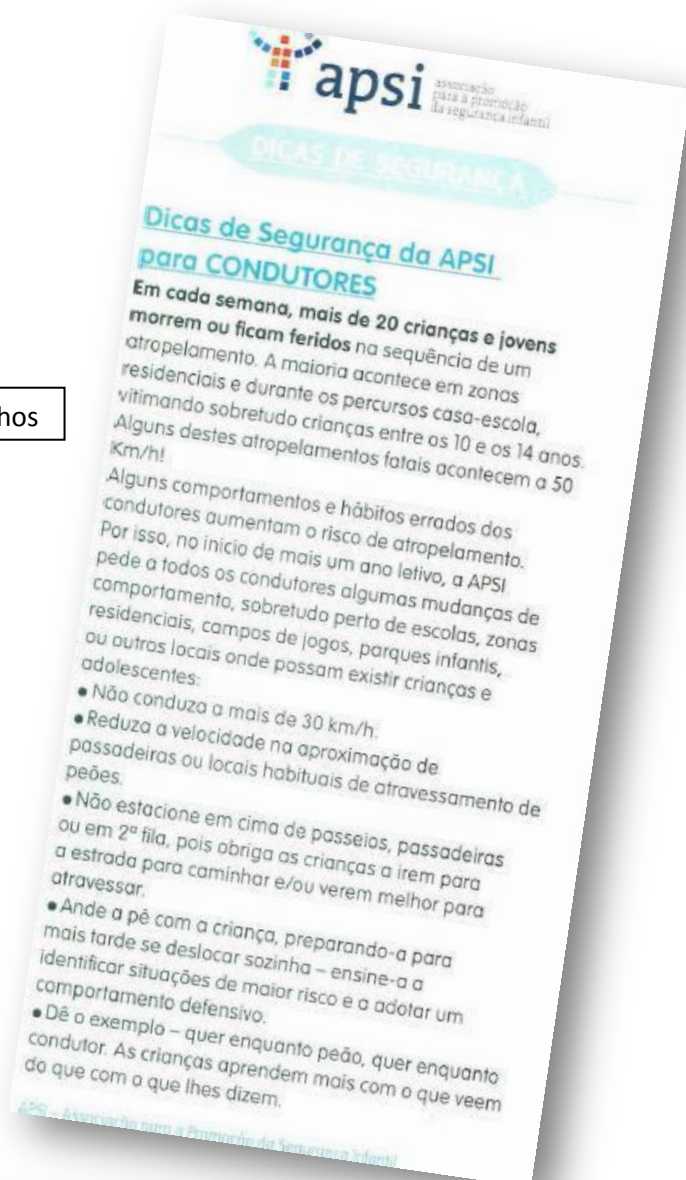 apsi
associação
para a promoção
da segurança infantil
DICAS DE SEGURANÇA
Dicas de Segurança da APSI
para CONDUTORES
Em cada semana, mais de 20 crianças e jovens
morrem ou ficam feridos na sequência de um
atropelamento. A maioria acontece em zonas
residenciais e durante os percursos casa-escola,
vitimando sobretudo crianças entre os 10 e os 14 anos.
Alguns destes atropelamentos fatais acontecem a 50
Km/h!
hos
Alguns comportamentos e hábitos errados dos
condutores aumentam o risco de atropelamento.
Por isso, no início de mais um ano letivo, a APSI
pede a todos os condutores algumas mudanças de
comportamento, sobretudo perto de escolas, zonas
residenciais, campos de jogos, parques infantis,
ou outros locais onde possam existir crianças e
adolescentes:
• Não conduza a mais de 30 km/h.
• Reduza a velocidade na aproximação de
passadeiras ou locais habituais de atravessamento de
peões.
• Não estacione em cima de passeios, passadeiras
ou em 2ª fila, pois obriga as crianças a irem para
a estrada para caminhar e/ou verem melhor para
atravessar.
• Ande a pé com a criança, preparando-a para
mais tarde se deslocar sozinha – ensine-a a
identificar situações de maior risco e a adotar um
comportamento defensivo.
• Dê o exemplo – quer enquanto peão, quer enquanto
condutor. As crianças aprendem mais com o que veem
do que com o que lhes dizem.
APSI - Associação para a Promoção da Segurança Infantil